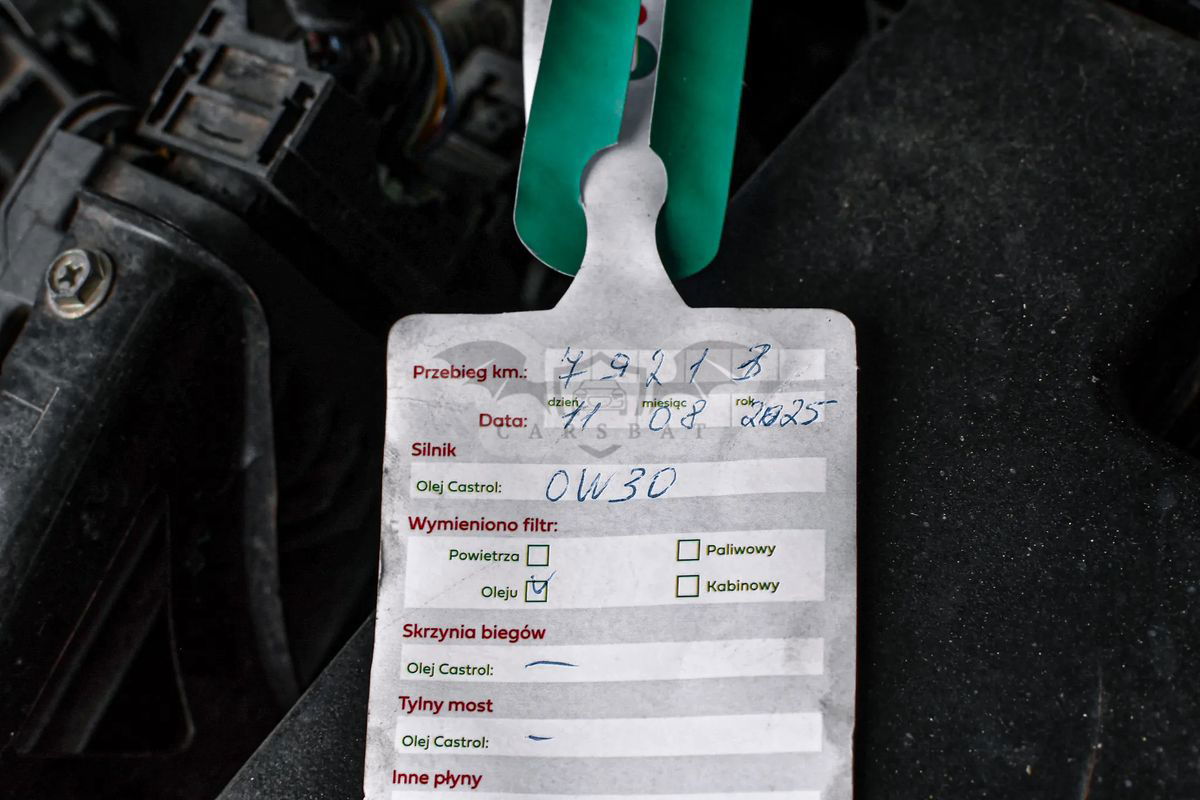 Przebieg km.: 79213
dzień miesiąc rok
Data: 11 08 2025
CARSBAT
Silnik
Olej Castrol: 0W30
Wymieniono filtr:
Powietrza Paliwowy
Oleju Kabinowy
Skrzynia biegów
Olej Castrol: —
Tylny most
Olej Castrol: -
Inne płyny